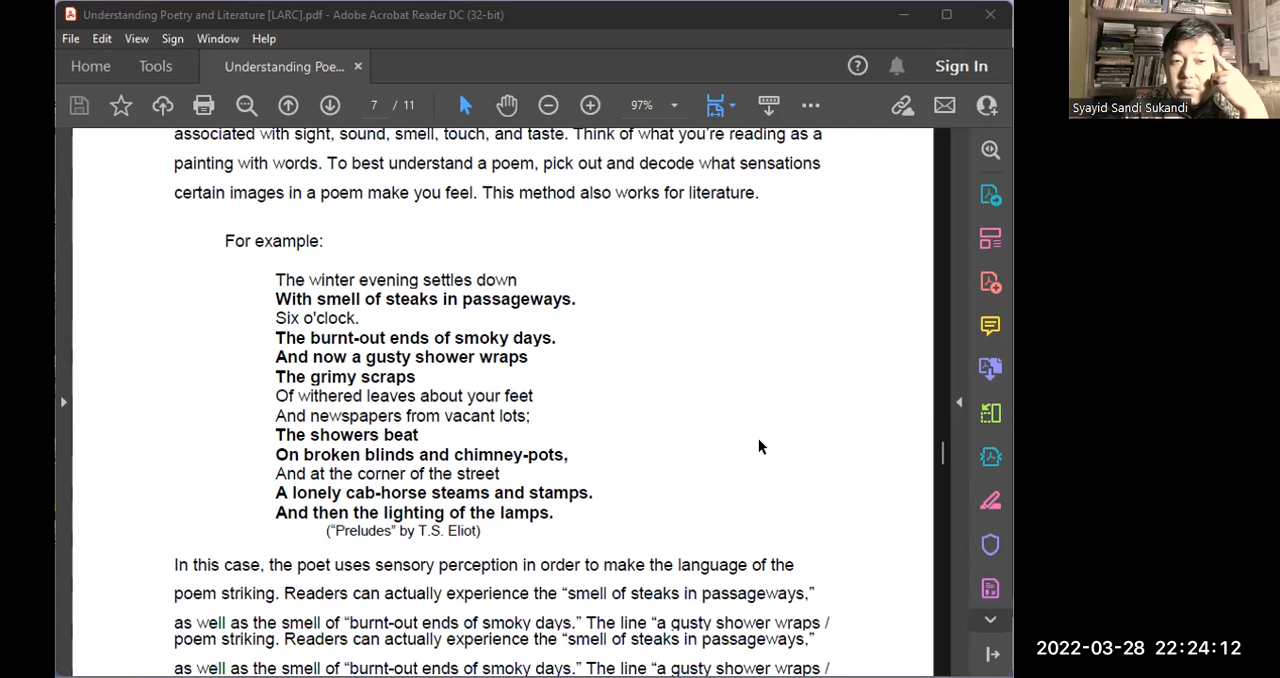 Understanding Poetry and Literature [LARC].pdf - Adobe Acrobat Reader DC (32-bit)
File Edit View Sign Window Help
Home Tools Understanding Poe... × Sign In
7 / 11 97%
Syayid Sandi Sukandi
associated with sight, sound, smell, touch, and taste. Think of what you're reading as a
painting with words. To best understand a poem, pick out and decode what sensations
certain images in a poem make you feel. This method also works for literature.
For example:
The winter evening settles down
With smell of steaks in passageways.
Six o'clock.
The burnt-out ends of smoky days.
And now a gusty shower wraps
The grimy scraps
Of withered leaves about your feet
And newspapers from vacant lots;
The showers beat
On broken blinds and chimney-pots,
And at the corner of the street
A lonely cab-horse steams and stamps.
And then the lighting of the lamps.
("Preludes" by T.S. Eliot)
In this case, the poet uses sensory perception in order to make the language of the
poem striking. Readers can actually experience the "smell of steaks in passageways,"
as well as the smell of "burnt-out ends of smoky days." The line "a gusty shower wraps /
poem striking. Readers can actually experience the "smell of steaks in passageways,"
as well as the smell of "burnt-out ends of smoky days." The line "a gusty shower wraps /
2022-03-28 22:24:12